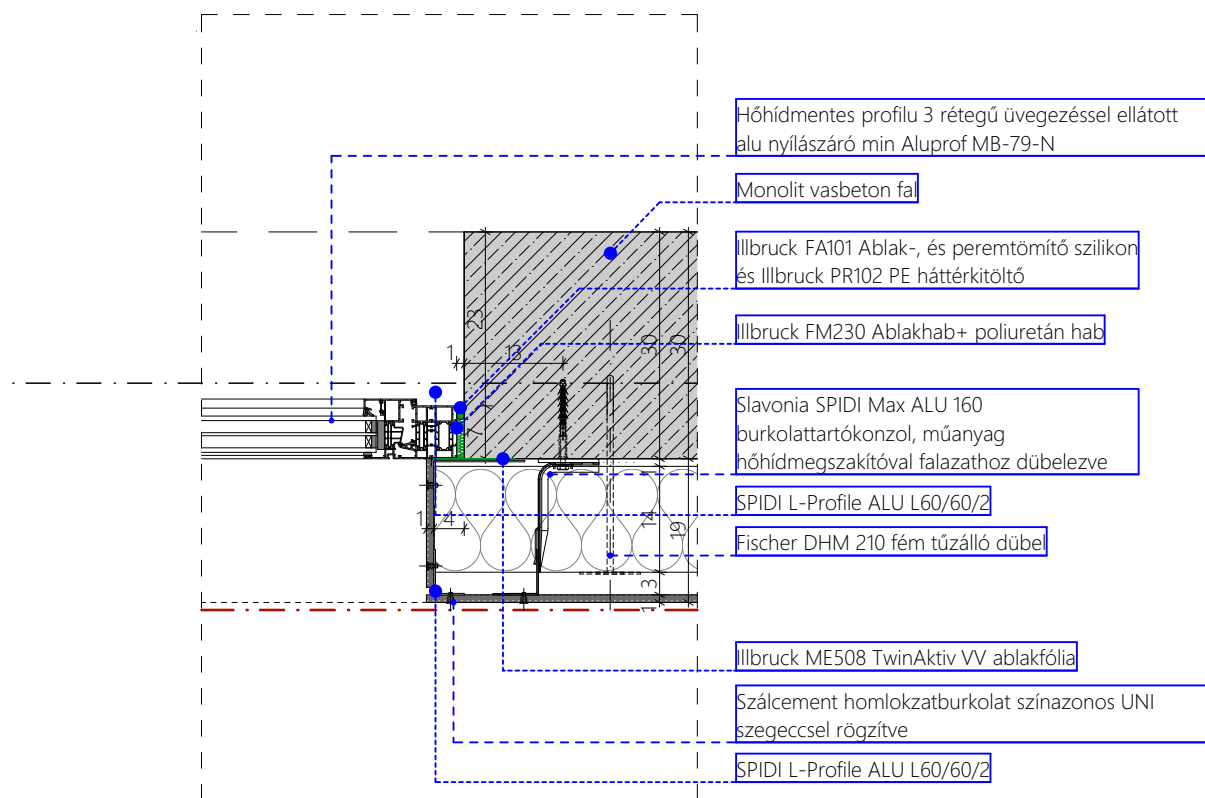 Hőhídmentes profilu 3 rétegű üvegezéssel ellátott
alu nyílászáró min Aluprof MB-79-N
Monolit vasbeton fal
Illbruck FA101 Ablak-, és peremtömítő szilikon
és Illbruck PR102 PE háttérkitöltő
Illbruck FM230 Ablakhab+ poliuretán hab
Slavonia SPIDI Max ALU 160
burkolattartókonzol, műanyag
hőhídmegszakítóval falazathoz dübelezve
SPIDI L-Profile ALU L60/60/2
Fischer DHM 210 fém tűzálló dübel
Illbruck ME508 TwinAktiv VV ablakfólia
Szálcement homlokzatburkolat színazonos UNI
szegeccsel rögzítve
SPIDI L-Profile ALU L60/60/2
23
1
13
30
30
7
1
1
4
14
19
3
1